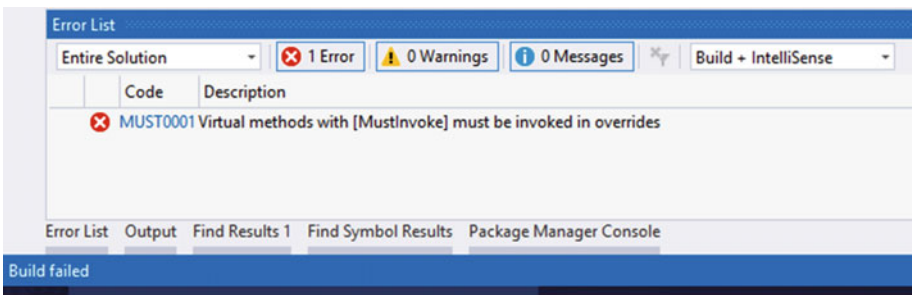 Error List
Entire Solution 1 Error 0 Warnings 0 Messages Build + IntelliSense
Code Description
MUST0001 Virtual methods with [MustInvoke] must be invoked in overrides
Error List Output Find Results 1 Find Symbol Results Package Manager Console
Build failed